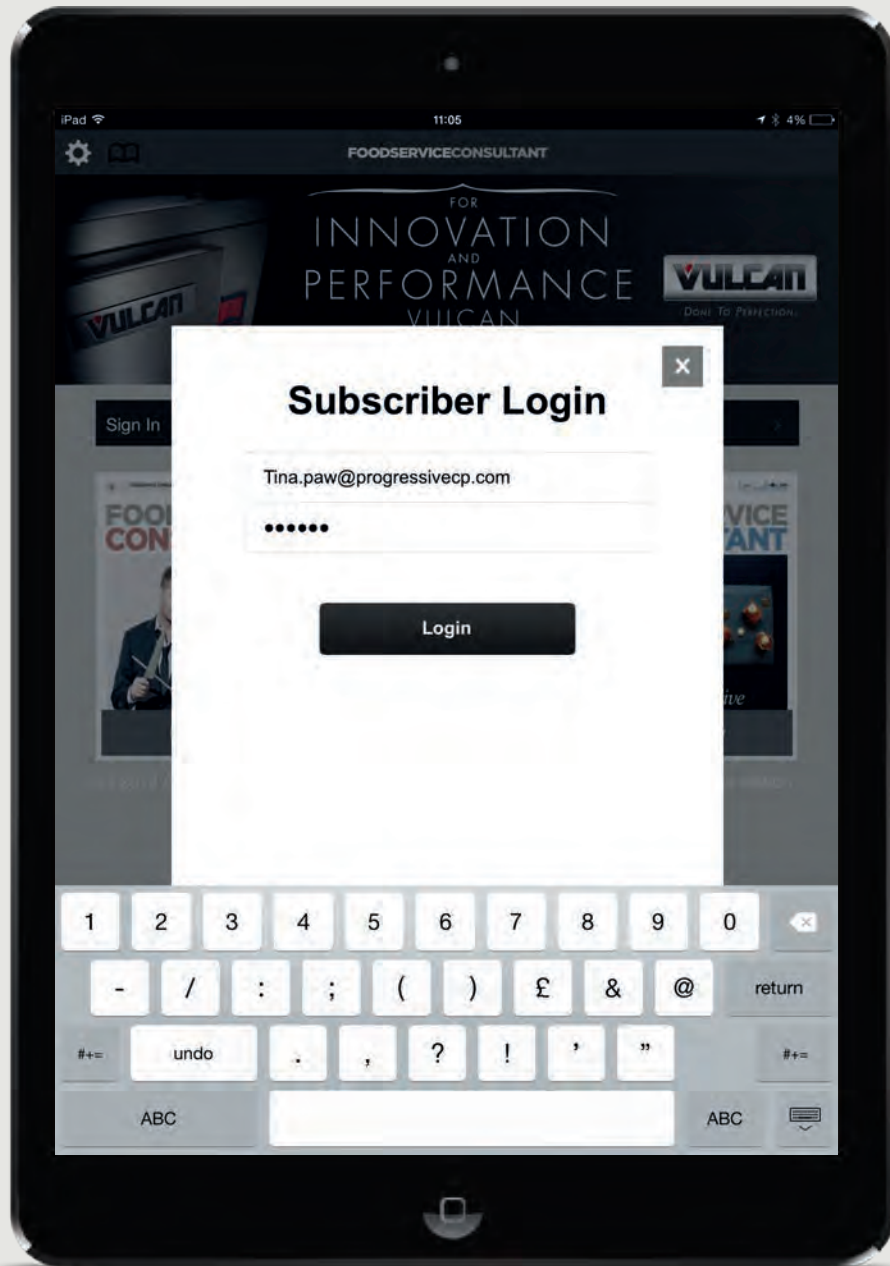 iPad 11:05 4%
FOODSERVICECONSULTANT
FOR
INNOVATION
AND
PERFORMANCE
VULCAN
VULCAN
DONE TO PERFECTION.
VULCAN
×
Subscriber Login
Sign In
Tina.paw@progressivecp.com
••••••
FOO VICE
CON ANT
Login
ive
1 2 3 4 5 6 7 8 9 0
- / : ; ( ) £ & @ return
#+= undo . , ? ! ’ ” #+=
ABC ABC